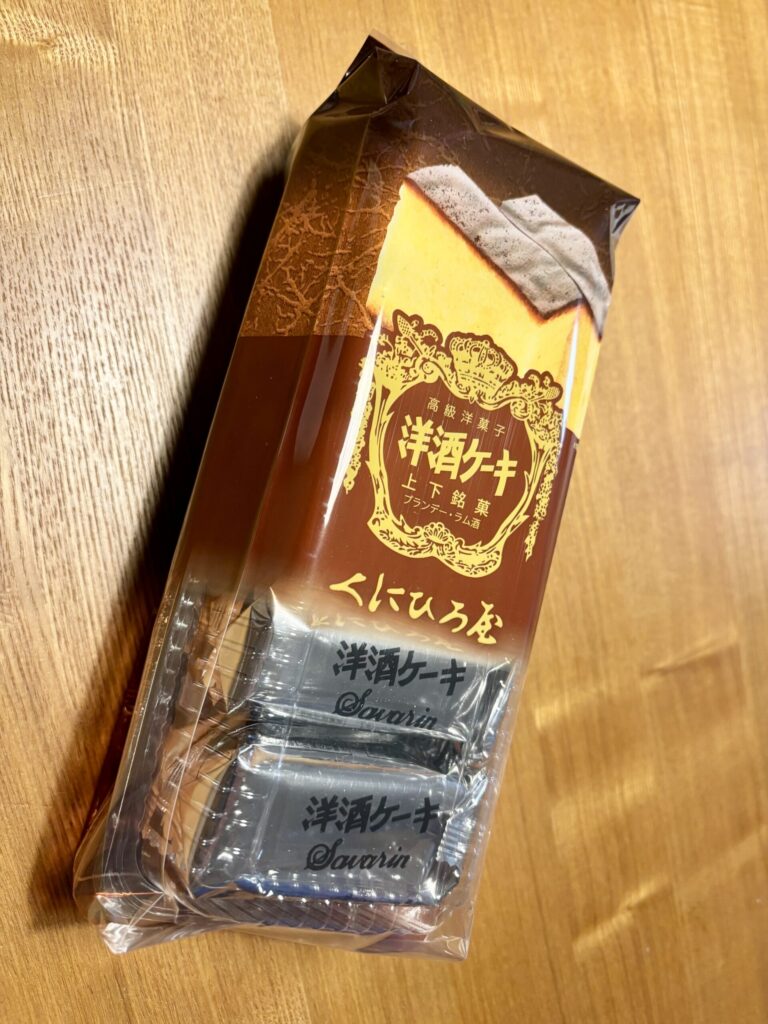 高級洋菓子
洋酒ケーキ
上下銘菓
ブランデー・ラム酒
くにひろ屋
洋酒ケーキ
Savarin
洋酒ケーキ
Savarin